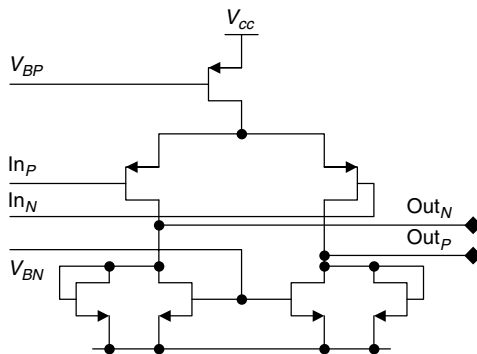 V_cc
V_BP
In_P
In_N
Out_N
Out_P
V_BN